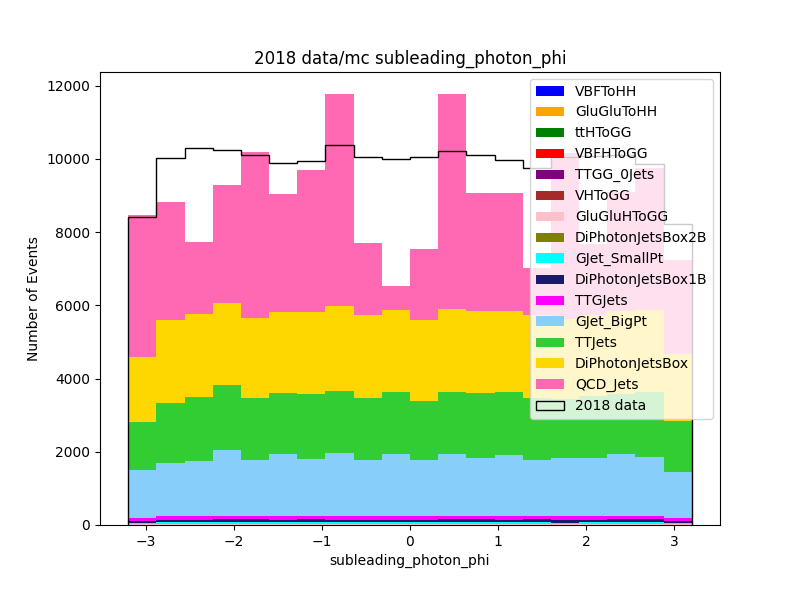 2018 data/mc subleading_photon_phi
Number of Events
12000
10000
8000
6000
4000
2000
0
VBFToHH
GluGluToHH
ttHToGG
VBFHToGG
TTGG_0Jets
VHToGG
GluGluHToGG
DiPhotonJetsBox2B
GJet_SmallPt
DiPhotonJetsBox1B
TTGJets
GJet_BigPt
TTJets
DiPhotonJetsBox
QCD_Jets
2018 data
−3 −2 −1 0 1 2 3
subleading_photon_phi